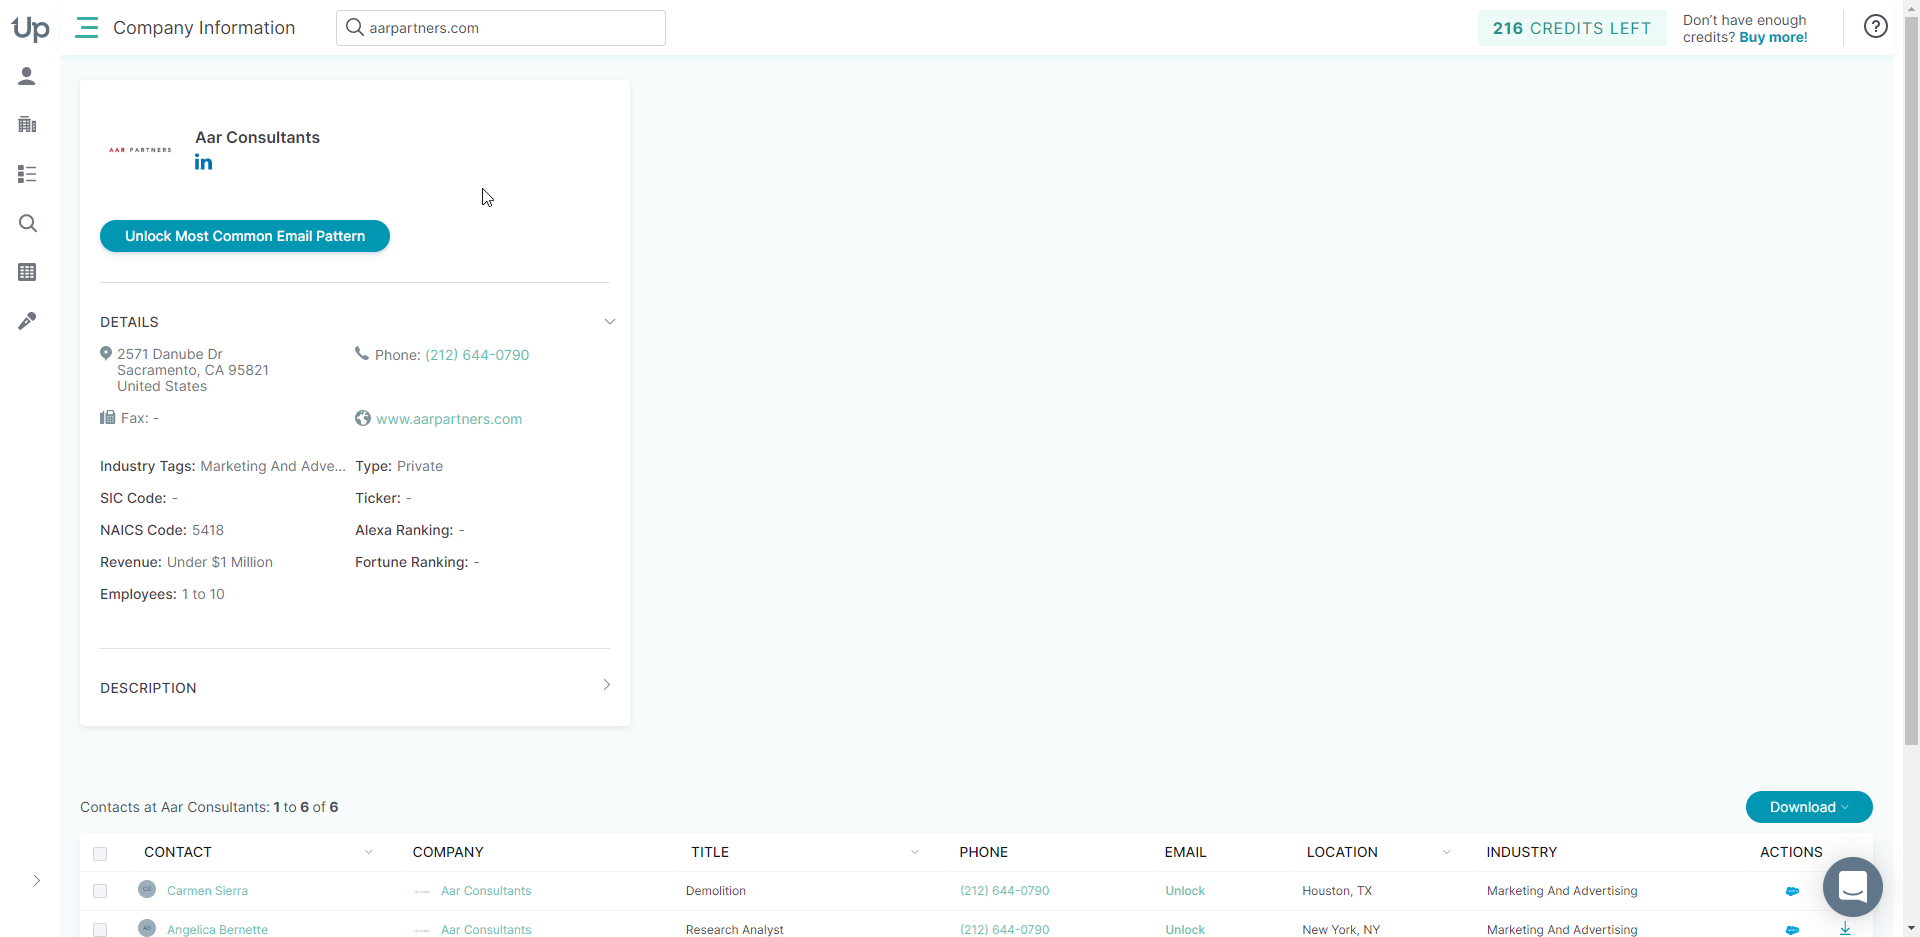 Up
Company Information
aarpartners.com
216 CREDITS LEFT
Don't have enough
credits? Buy more!
?
AAR PARTNERS
Aar Consultants
in
Unlock Most Common Email Pattern
DETAILS
2571 Danube Dr
Sacramento, CA 95821
United States
Phone: (212) 644-0790
Fax: -
www.aarpartners.com
Industry Tags: Marketing And Adve... Type: Private
SIC Code: - Ticker: -
NAICS Code: 5418 Alexa Ranking: -
Revenue: Under $1 Million Fortune Ranking: -
Employees: 1 to 10
DESCRIPTION
Contacts at Aar Consultants: 1 to 6 of 6
Download
CONTACT COMPANY TITLE PHONE EMAIL LOCATION INDUSTRY ACTIONS
CS Carmen Sierra Aar Consultants Demolition (212) 644-0790 Unlock Houston, TX Marketing And Advertising
AB Angelica Bernette Aar Consultants Research Analyst (212) 644-0790 Unlock New York, NY Marketing And Advertising